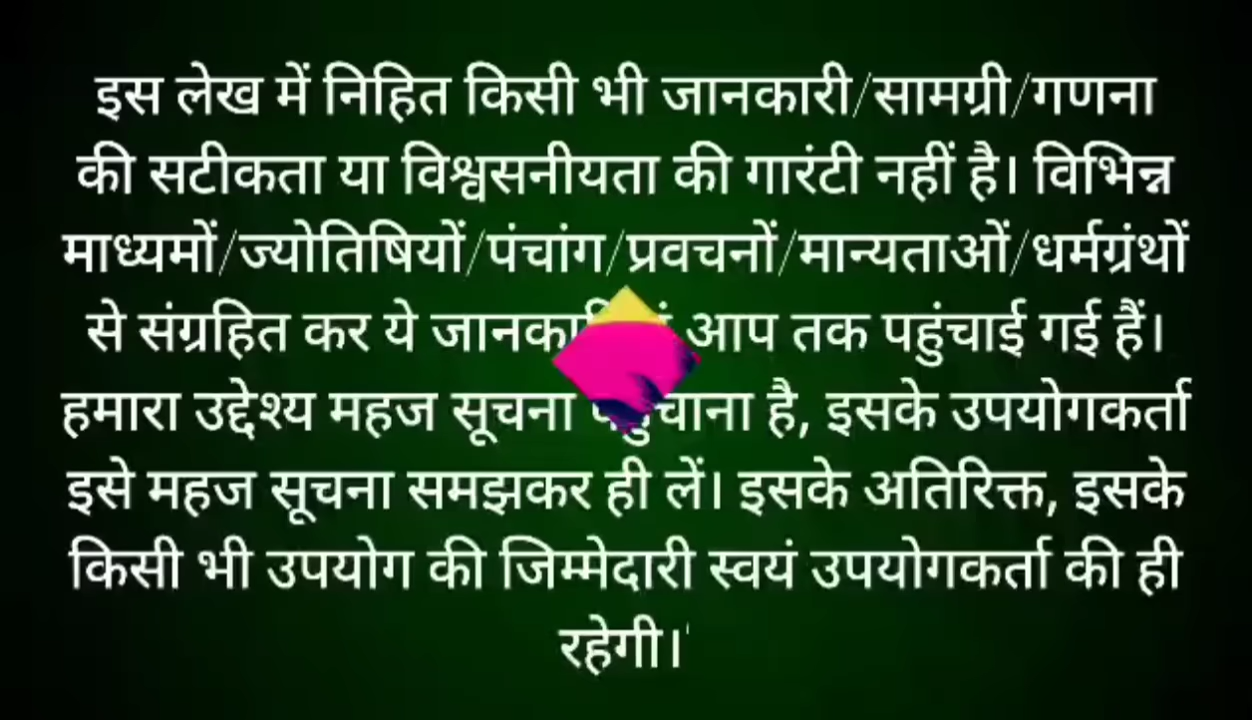 इस लेख में निहित किसी भी जानकारी/सामग्री/गणना
की सटीकता या विश्वसनीयता की गारंटी नहीं है। विभिन्न
माध्यमों/ज्योतिषियों/पंचांग/प्रवचनों/मान्यताओं/धर्मग्रंथों
से संग्रहित कर ये आप तक पहुंचाई गई हैं।
हमारा उद्देश्य महज सूचना है, इसके उपयोगकर्ता
इसे महज सूचना समझकर ही लें। इसके अतिरिक्त, इसके
किसी भी उपयोग की जिम्मेदारी स्वयं उपयोगकर्ता की ही
रहेगी।'